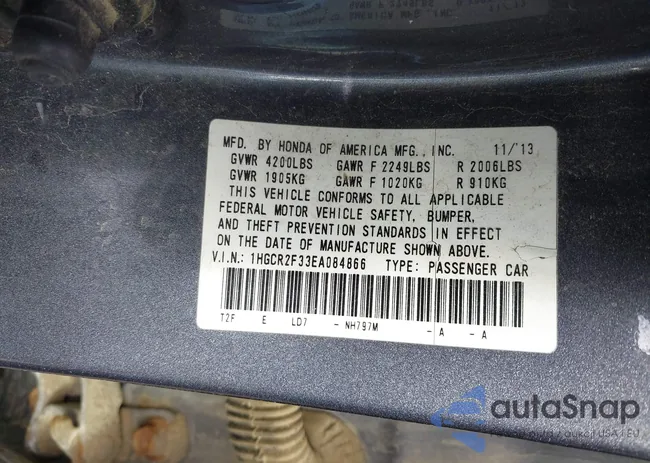 MFD. BY HONDA OF AMERICA MFG., INC. 11/'13
GVWR 4200LBS GAWR F 2249LBS R 2006LBS
GVWR 1905KG GAWR F 1020KG R 910KG
THIS VEHICLE CONFORMS TO ALL APPLICABLE
FEDERAL MOTOR VEHICLE SAFETY, BUMPER,
AND THEFT PREVENTION STANDARDS IN EFFECT
ON THE DATE OF MANUFACTURE SHOWN ABOVE.
V.I.N.: 1HGCR2F33EA084866 TYPE: PASSENGER CAR
T2F E LD7 - NH797M - A - A
autoSnap